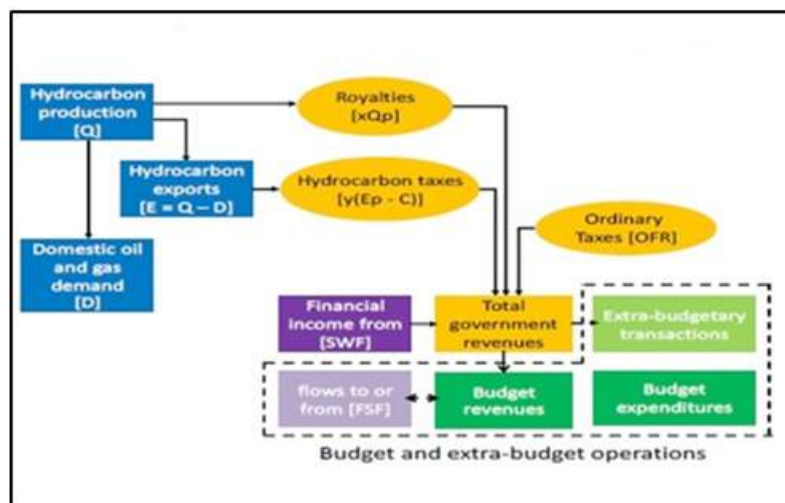 Hydrocarbon
production
[Q]
Royalties
[xQp]
Hydrocarbon
exports
[E = Q – D]
Hydrocarbon taxes
[y(Ep - C)]
Ordinary
Taxes [OFR]
Domestic oil
and gas
demand
[D]
Financial
income from
[SWF]
Total
government
revenues
Extra-budgetary
transactions
flows to or
from [FSF]
Budget
revenues
Budget
expenditures
Budget and extra-budget operations